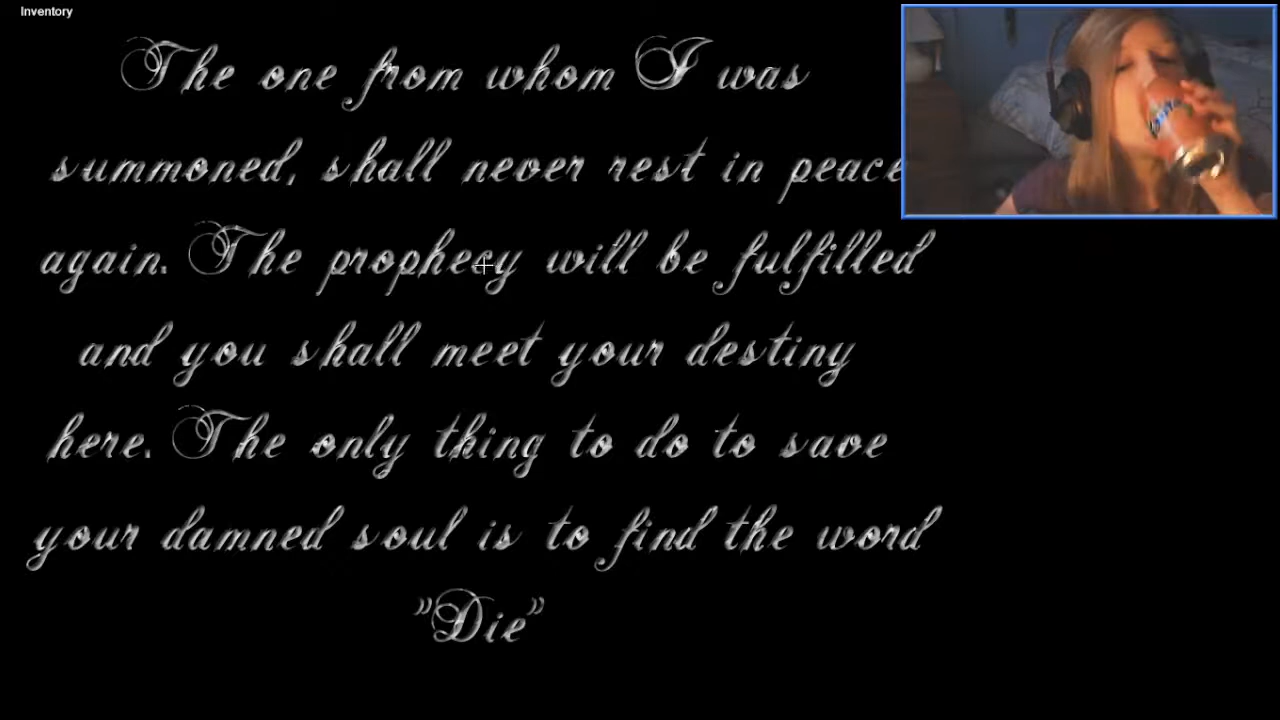 Inventory
The one from whom I was
summoned, shall never rest in peace
again. The prophecy will be fulfilled
and you shall meet your destiny
here. The only thing to do to save
your damned soul is to find the word
"Die"